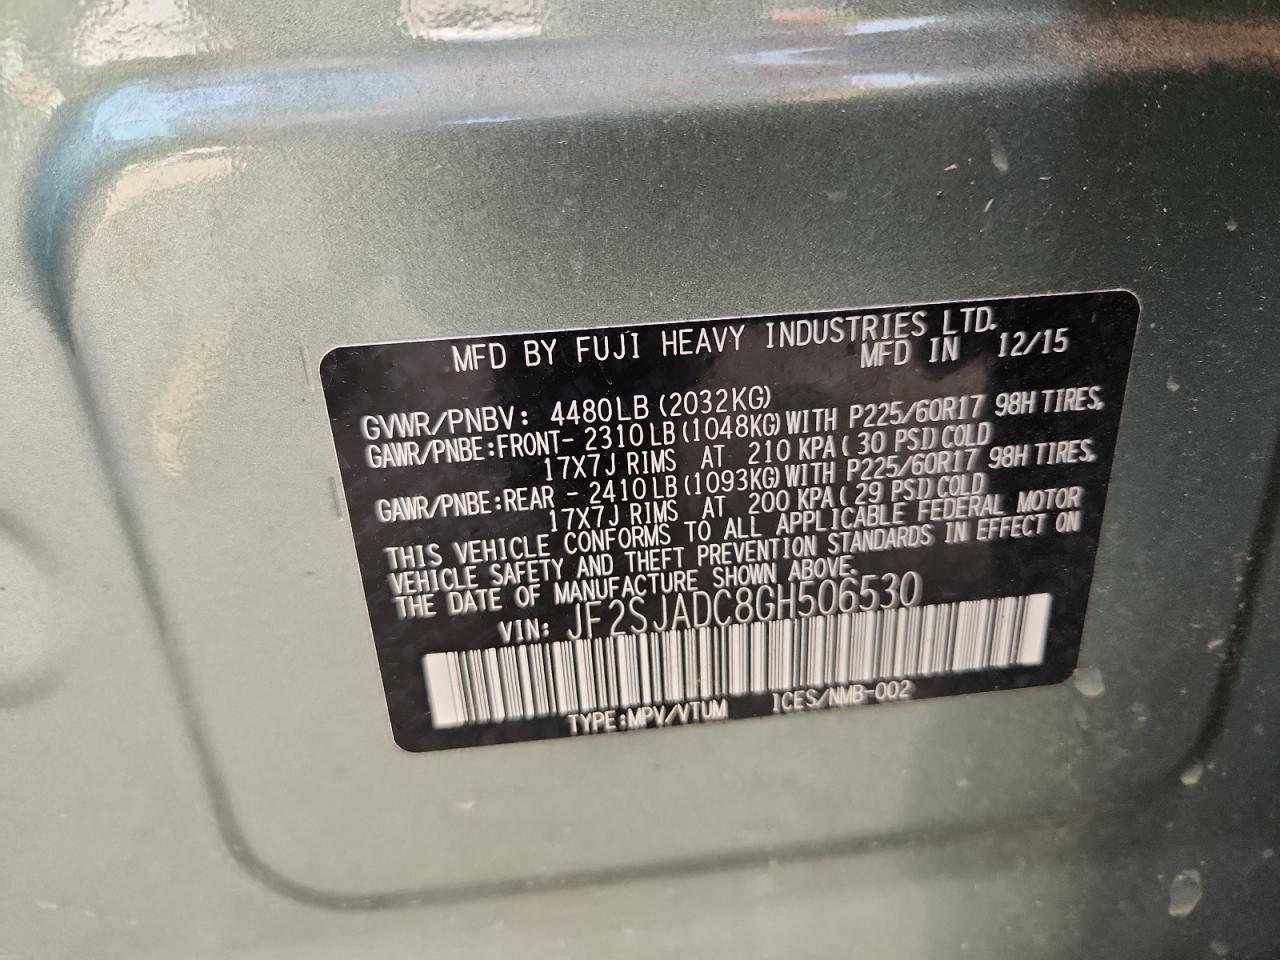 MFD BY FUJI HEAVY INDUSTRIES LTD.
MFD IN 12/15
GVWR/PNBV: 4480LB (2032KG)
GAWR/PNBE:FRONT- 2310LB(1048KG)WITH P225/60R17 98H TIRES,
17X7J RIMS AT 210 KPA(30 PSI)COLD
GAWR/PNBE:REAR - 2410LB(1093KG)WITH P225/60R17 98H TIRES,
17X7J RIMS AT 200 KPA(29 PSI)COLD
THIS VEHICLE CONFORMS TO ALL APPLICABLE FEDERAL MOTOR
VEHICLE SAFETY AND THEFT PREVENTION STANDARDS IN EFFECT ON
THE DATE OF MANUFACTURE SHOWN ABOVE.
VIN: JF2SJADC8GH506530
TYPE:MPV/VTUM ICES/NMB-002